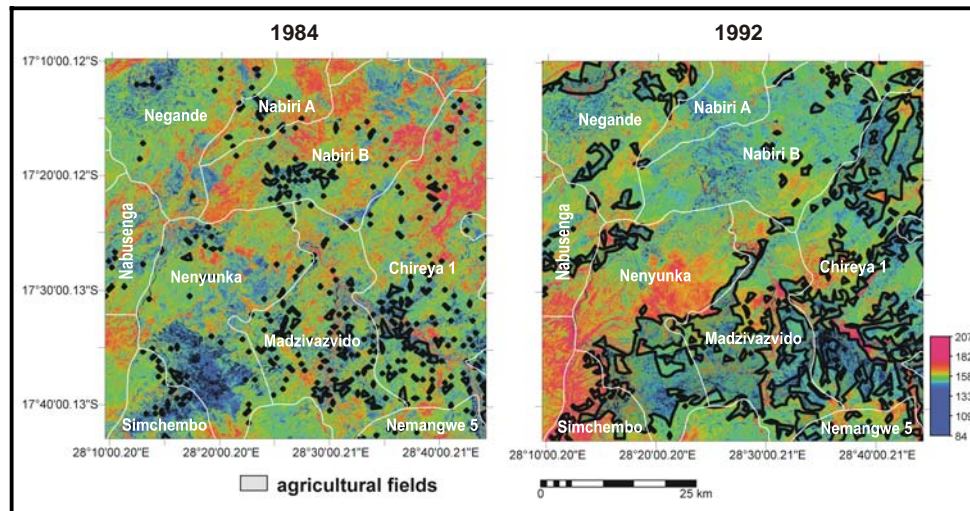 1984
1992
17°10'00.12"S
17°20'00.12"S
17°30'00.13"S
17°40'00.13"S
Negande
Nabiri A
Nabiri B
Nabusenga
Nenyunka
Chireya 1
Madzivazvido
Simchembo
Nemangwe 5
28°10'00.20"E
28°20'00.20"E
28°30'00.21"E
28°40'00.21"E
Negande
Nabiri A
Nabiri B
Nabusenga
Nenyunka
Chireya 1
Madzivazvido
Simchembo
Nemangwe 5
28°10'00.20"E
28°20'00.20"E
28°30'00.21"E
28°40'00.21"E
207
182
158
133
109
84
agricultural fields
0
25 km